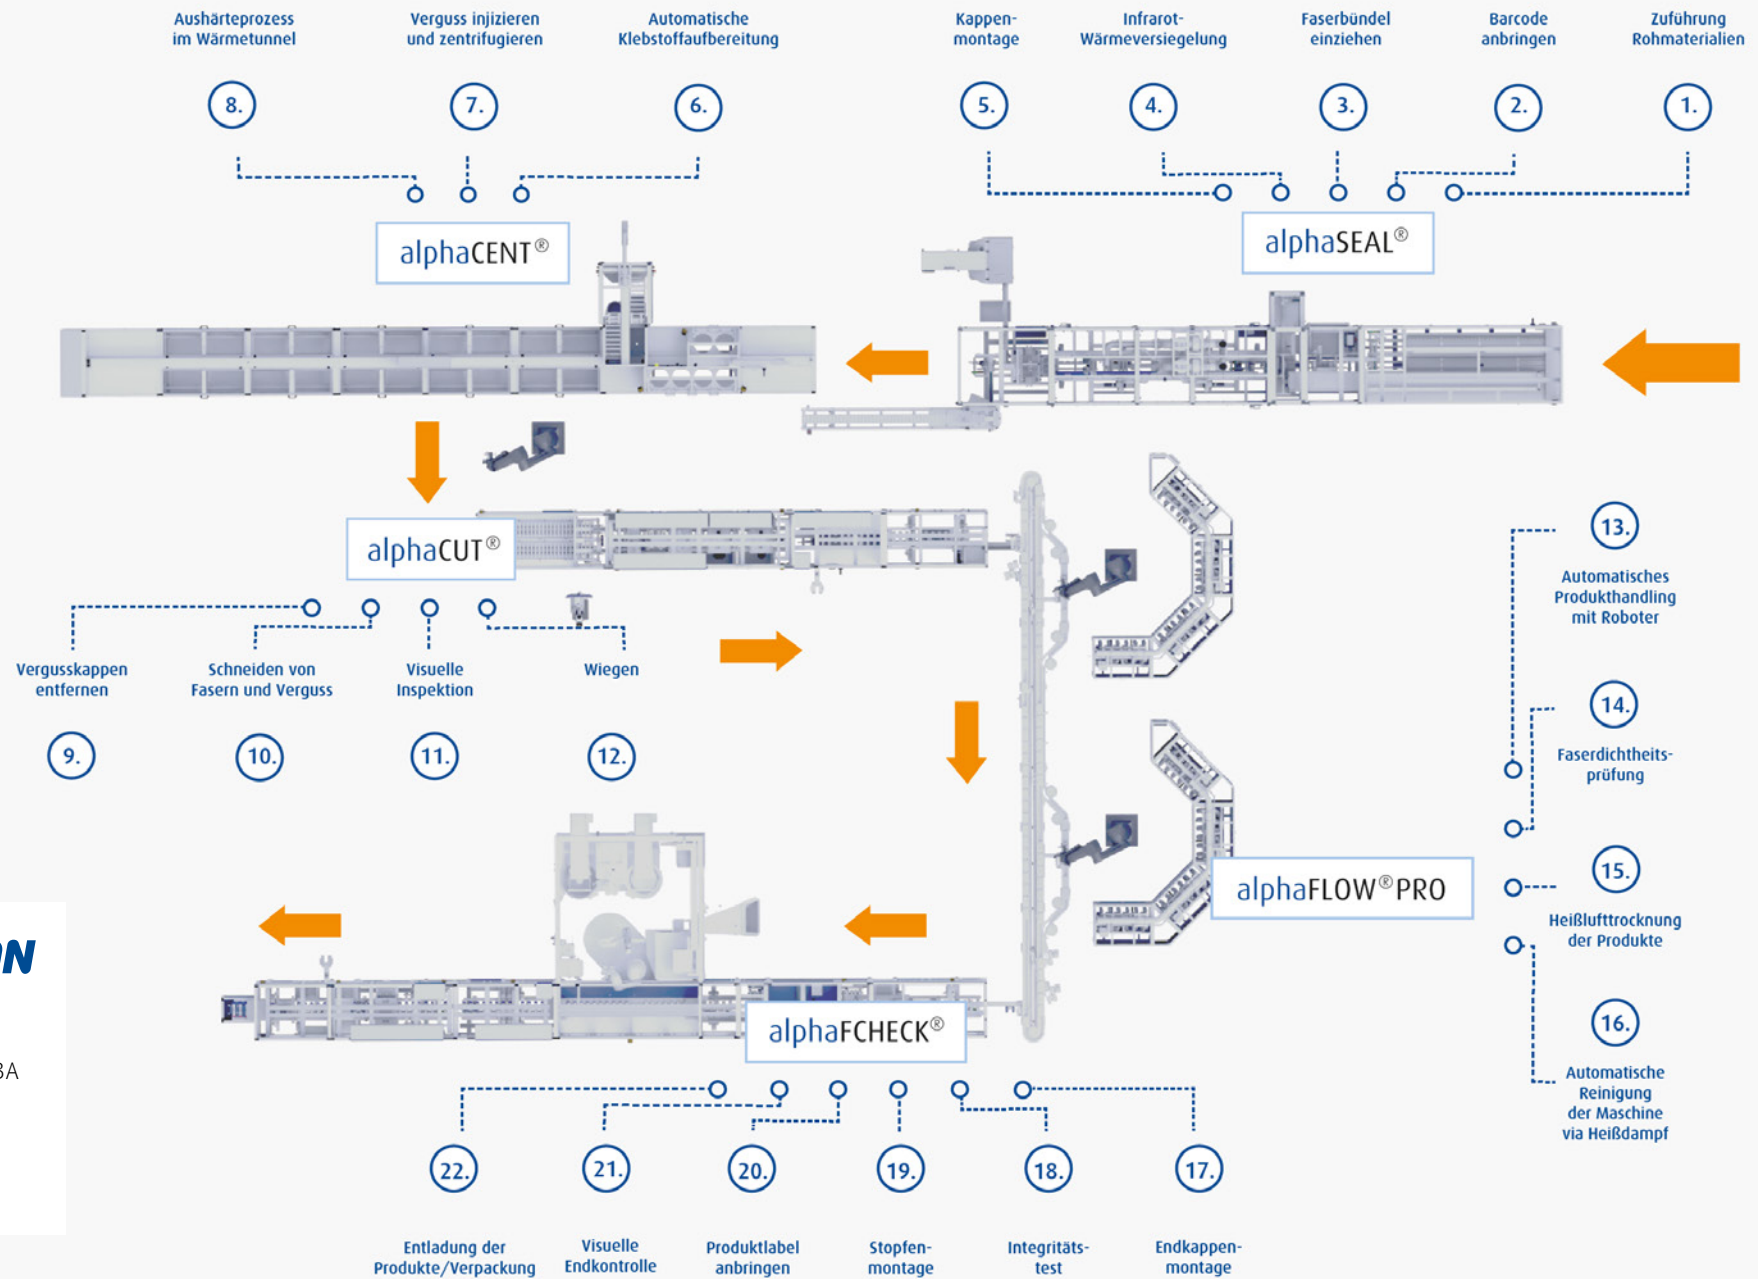 Aushärteprozess
im Wärmetunnel
8.
Verguss injizieren
und zentrifugieren
7.
Automatische
Klebstoffaufbereitung
6.
Kappen-
montage
5.
Infrarot-
Wärmeversiegelung
4.
Faserbündel
einziehen
3.
Barcode
anbringen
2.
Zuführung
Rohmaterialien
1.
alphaCENT®
alphaSEAL®
alphaCUT®
Vergusskappen
entfernen
9.
Schneiden von
Fasern und Verguss
10.
Visuelle
Inspektion
11.
Wiegen
12.
13.
Automatisches
Produkthandling
mit Roboter
14.
Faserdichtheits-
prüfung
15.
Heißlufttrocknung
der Produkte
16.
Automatische
Reinigung
der Maschine
via Heißdampf
alphaFLOW®PRO
alphaFCHECK®
22.
Entladung der
Produkte/Verpackung
21.
Visuelle
Endkontrolle
20.
Produktlabel
anbringen
19.
Stopfen-
montage
18.
Integritäts-
test
17.
Endkappen-
montage